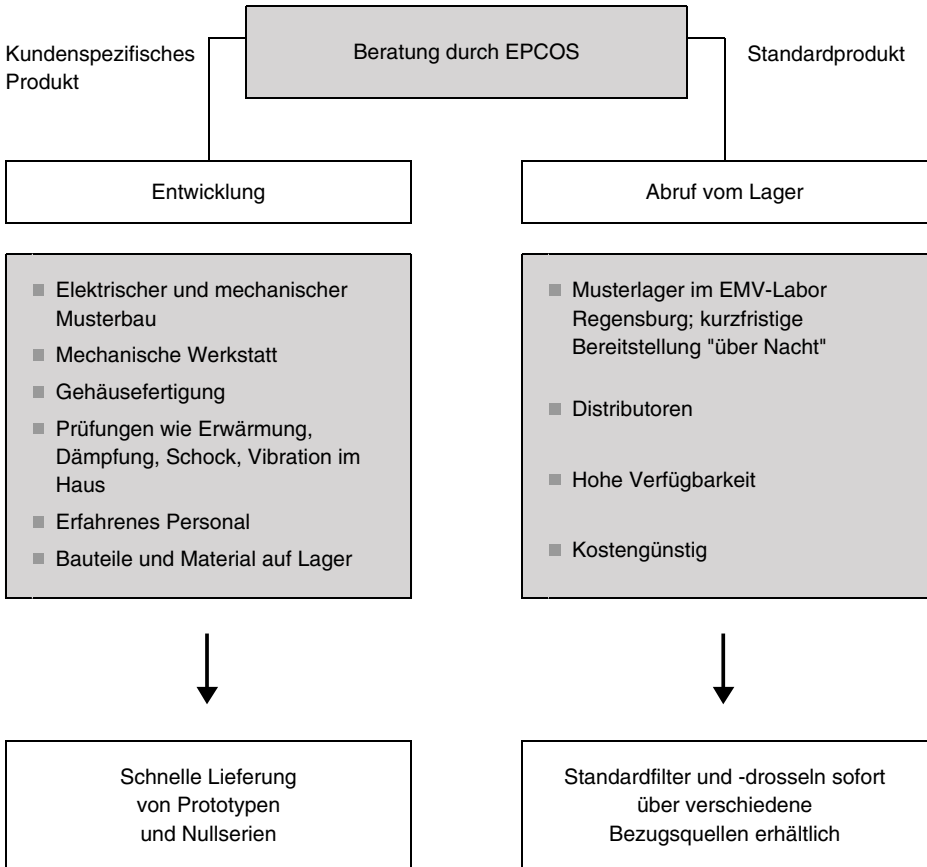 Kundenspezifisches
Produkt
Beratung durch EPCOS
Standardprodukt
Entwicklung
Elektrischer und mechanischer
Musterbau
Mechanische Werkstatt
Gehäusefertigung
Prüfungen wie Erwärmung,
Dämpfung, Schock, Vibration im
Haus
Erfahrenes Personal
Bauteile und Material auf Lager
Schnelle Lieferung
von Prototypen
und Nullserien
Abruf vom Lager
Musterlager im EMV-Labor
Regensburg; kurzfristige
Bereitstellung "über Nacht"
Distributoren
Hohe Verfügbarkeit
Kostengünstig
Standardfilter und -drosseln sofort
über verschiedene
Bezugsquellen erhältlich